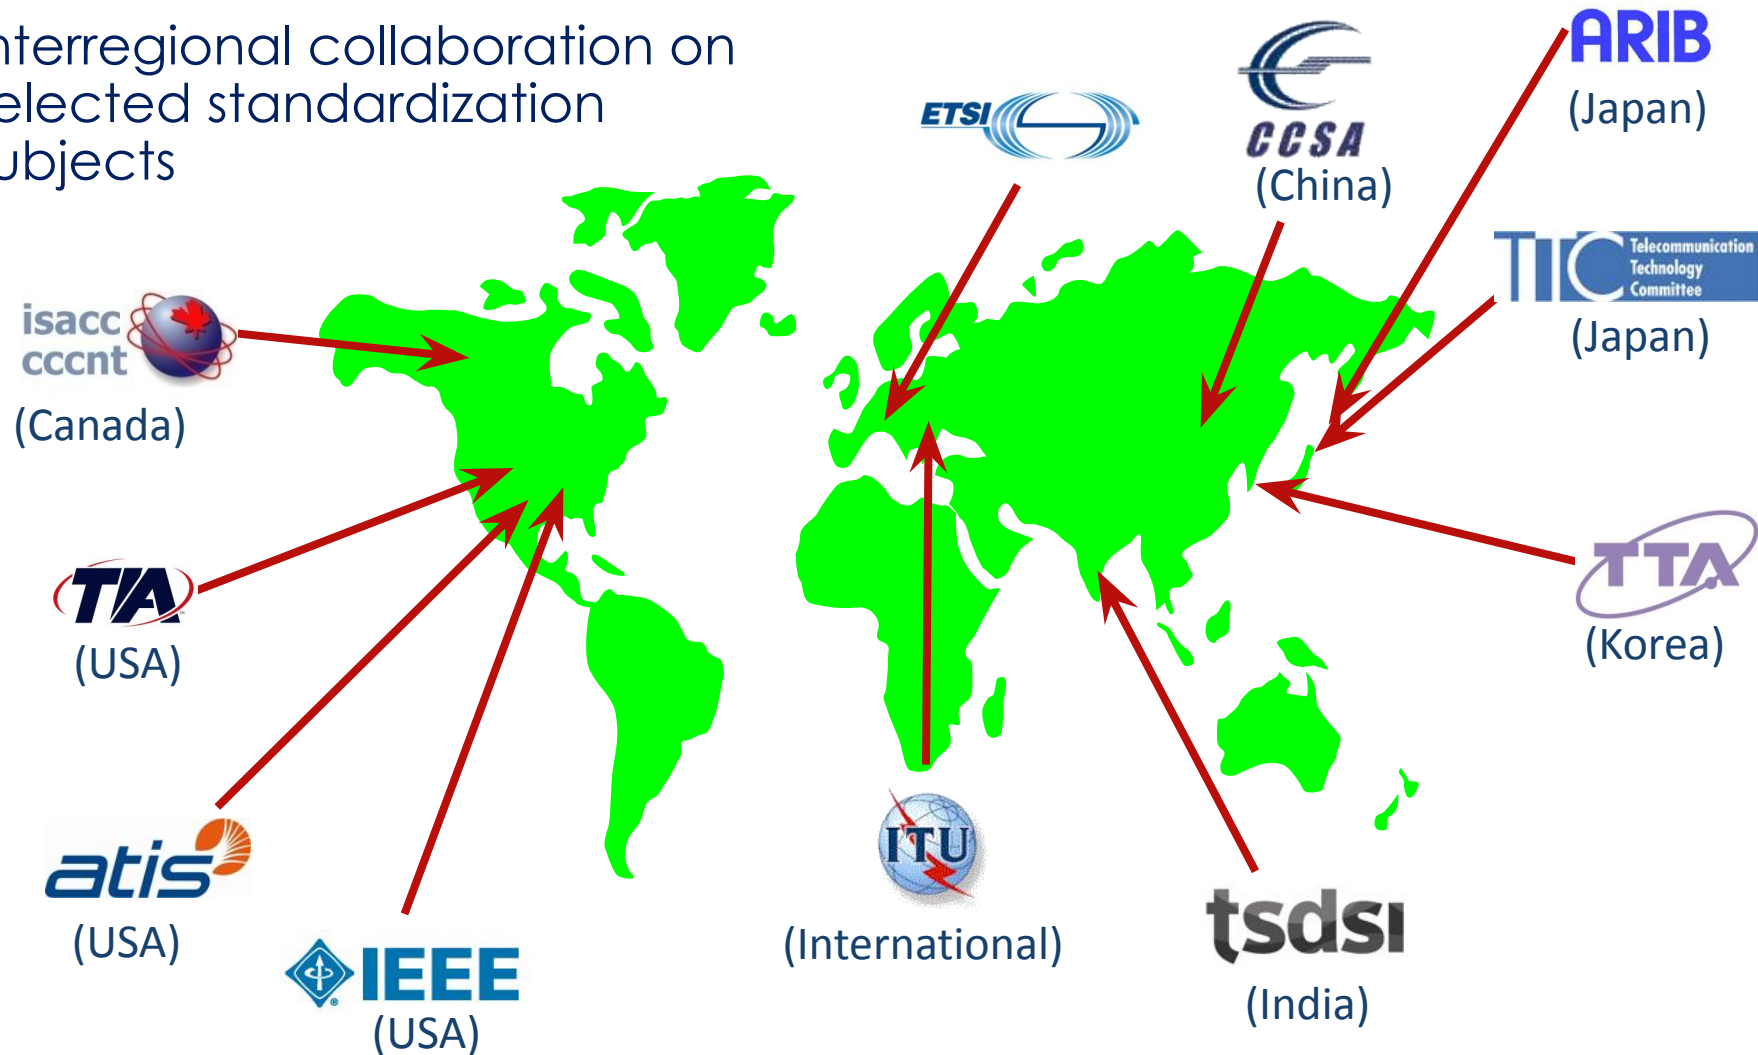 nterregional collaboration on
elected standardization
ubjects
ETSI
CCSA
(China)
ARIB
(Japan)
TTC Telecommunication
Technology
Committee
(Japan)
isacc
cccnt
(Canada)
TIA
(USA)
TTA
(Korea)
atis
(USA)
IEEE
(USA)
ITU
(International)
tsdsi
(India)